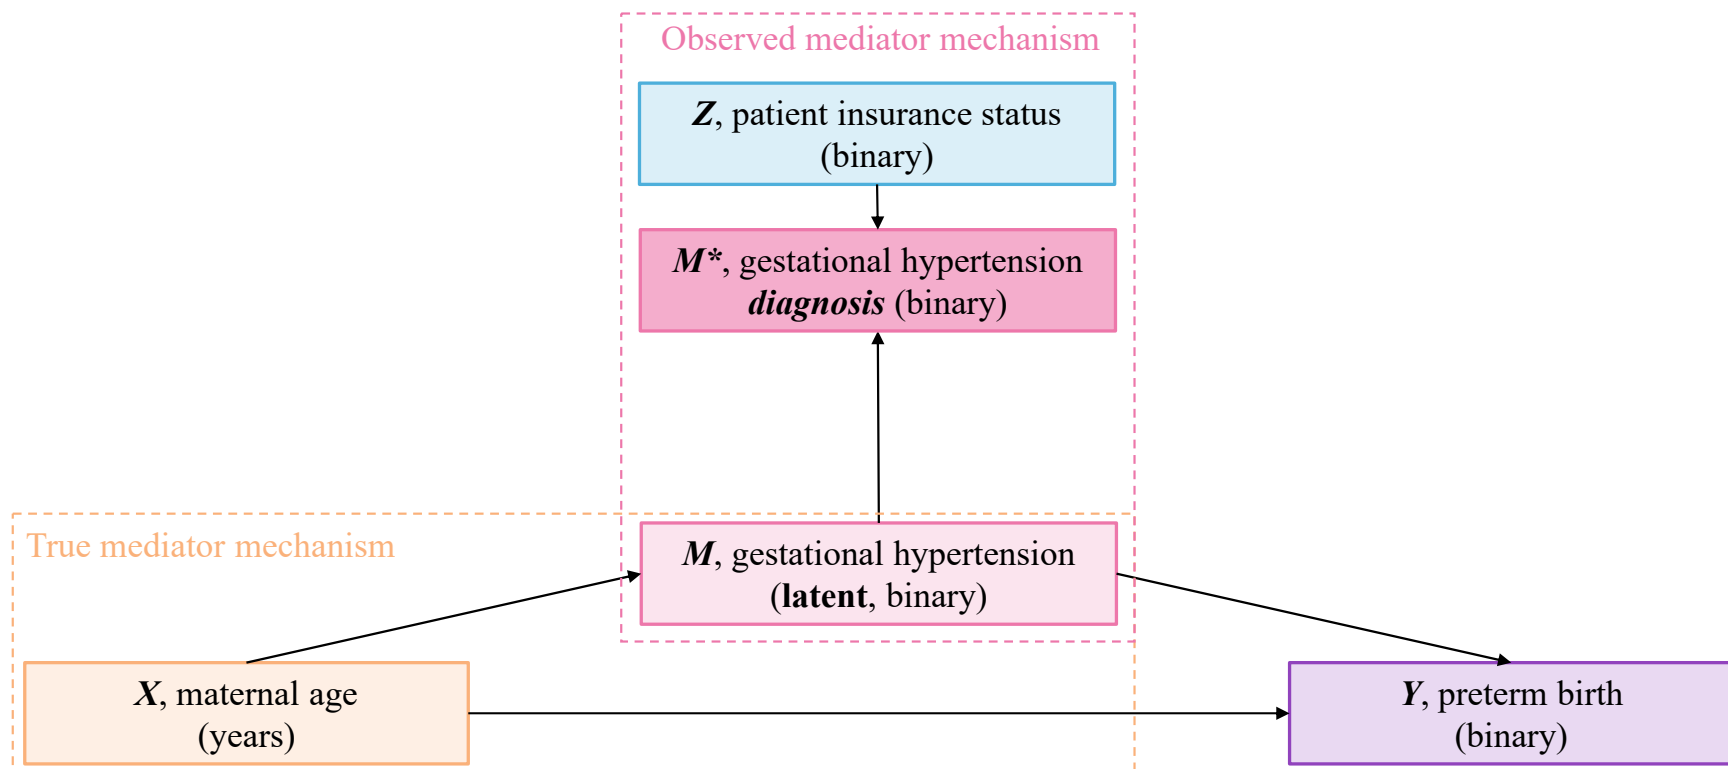 Observed mediator mechanism
Z, patient insurance status
(binary)
M*, gestational hypertension
diagnosis (binary)
True mediator mechanism
M, gestational hypertension
(latent, binary)
X, maternal age
(years)
Y, preterm birth
(binary)